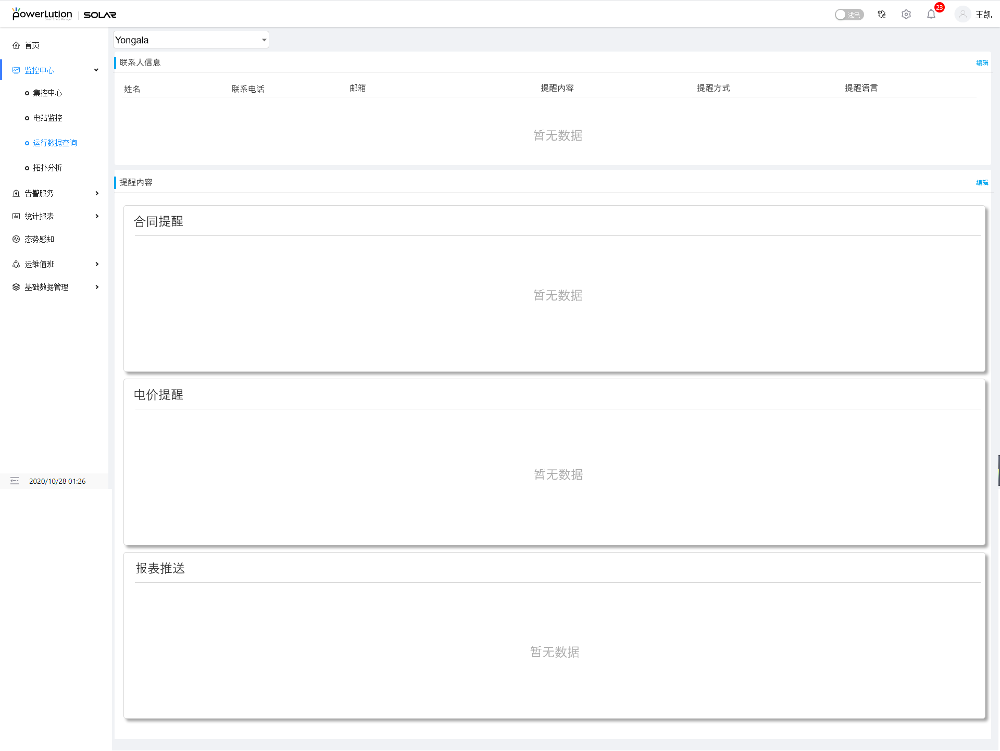 powerLution | SOLAR
浅色
23
王凯
首页
监控中心
集控中心
电站监控
运行数据查询
拓扑分析
告警服务
统计报表
态势感知
运维值班
基础数据管理
2020/10/28 01:26
Yongala
联系人信息
编辑
姓名 联系电话 邮箱 提醒内容 提醒方式 提醒语言
暂无数据
提醒内容
编辑
合同提醒
暂无数据
电价提醒
暂无数据
报表推送
暂无数据